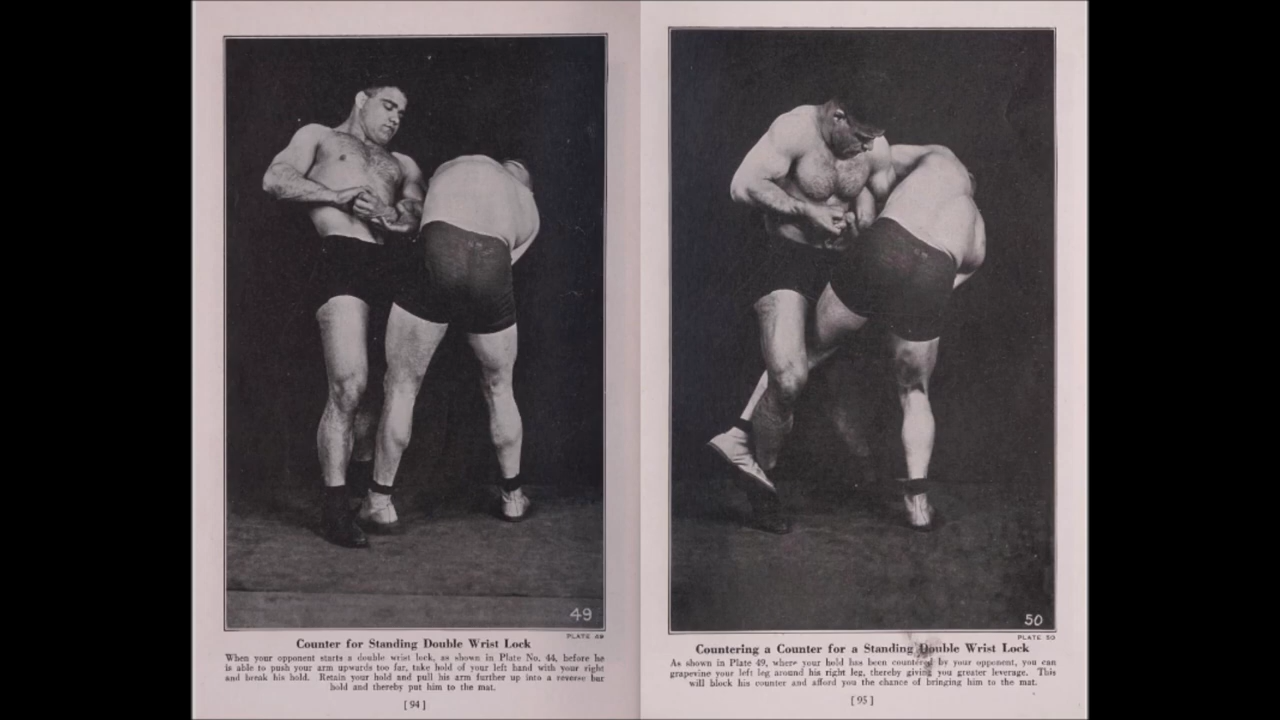 49
PLATE 49
Counter for Standing Double Wrist Lock
When your opponent starts a double wrist lock, as shown in Plate No. 44, before he
is able to push your arm upwards too far, take hold of your left hand with your right
and break his hold. Retain your hold and pull his arm further up into a reverse bar
hold and thereby put him to the mat.
[ 94 ]
50
PLATE 50
Countering a Counter for a Standing Double Wrist Lock
As shown in Plate 49, where your hold has been countered by your opponent, you can
grapevine your left leg around his right leg, thereby giving you greater leverage. This
will block his counter and afford you the chance of bringing him to the mat.
[ 95 ]